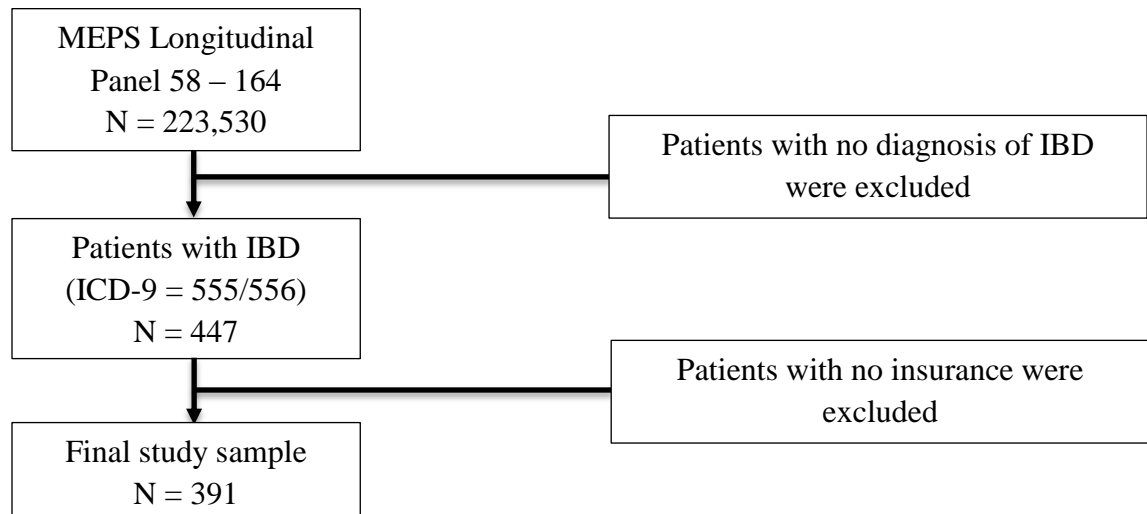 MEPS Longitudinal
Panel 58 – 164
N = 223,530
Patients with no diagnosis of IBD
were excluded
Patients with IBD
(ICD-9 = 555/556)
N = 447
Patients with no insurance were
excluded
Final study sample
N = 391